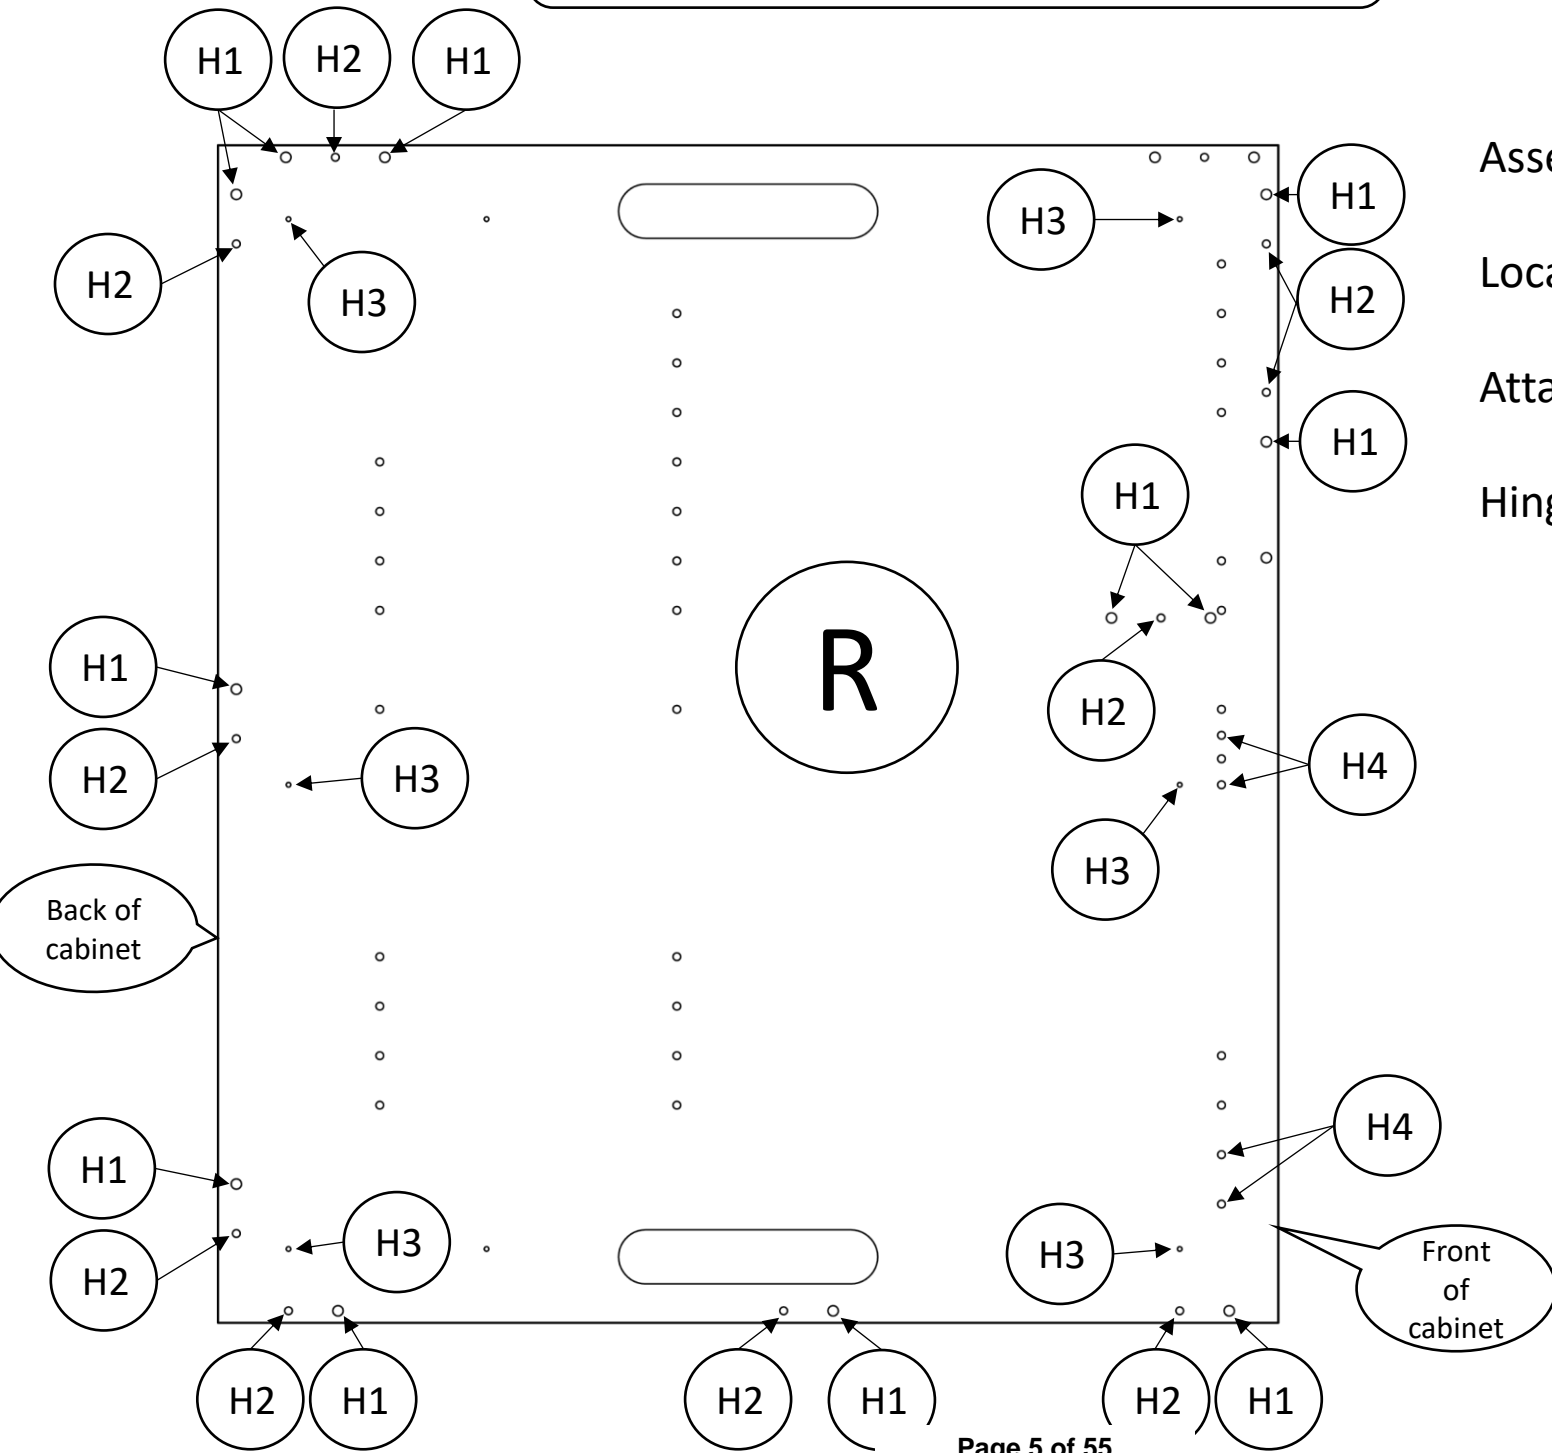 H1 H2 H1
Asse
H1
H3
Loca
H2
H3
H2
Atta
H1
H1
Hing
R
H1
H2
H4
H2
H3
H3
Back of
cabinet
H4
H1
H3
H3
Front
of
cabinet
H2
H2 H1 H2 H1 H2 H1
Page 5 of 55